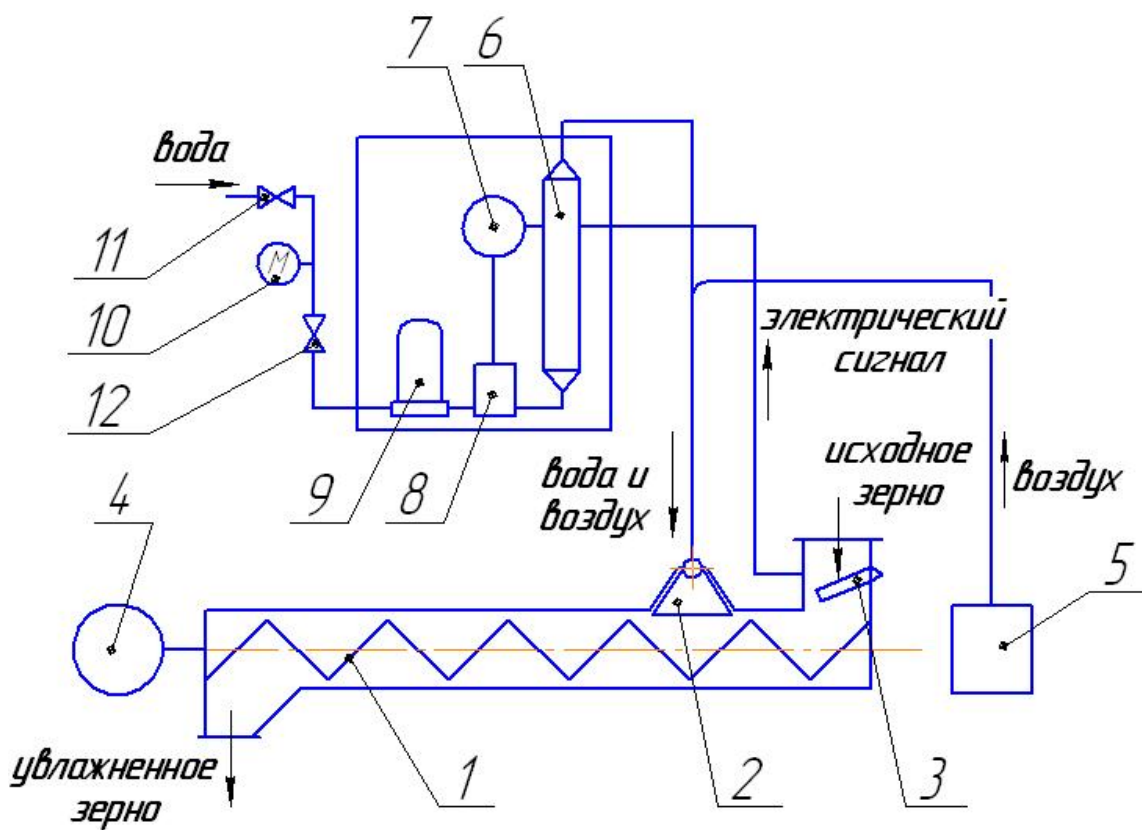 7
6
вода
11
10
12
М
электрический
сигнал
исходное
зерно
воздух
вода и
воздух
9
8
4
5
увлажненное
зерно
1
2
3